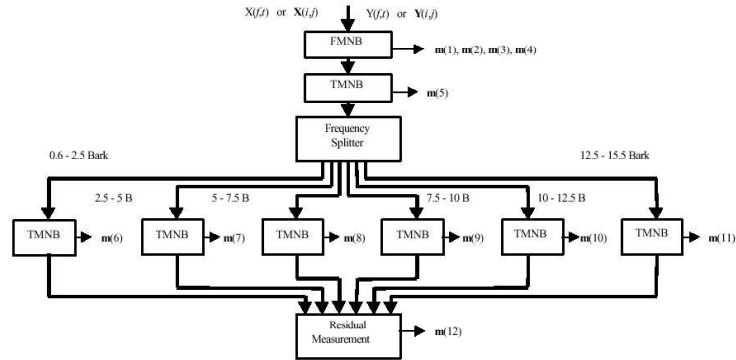 X(f,t) or X(i,j) Y(f,t) or Y(i,j)
FMNB
m(1), m(2), m(3), m(4)
TMNB
m(5)
Frequency
Splitter
0.6 - 2.5 Bark
12.5 - 15.5 Bark
2.5 - 5 B
5 - 7.5 B
7.5 - 10 B
10 - 12.5 B
TMNB
m(6)
TMNB
m(7)
TMNB
m(8)
TMNB
m(9)
TMNB
m(10)
TMNB
m(11)
Residual
Measurement
m(12)